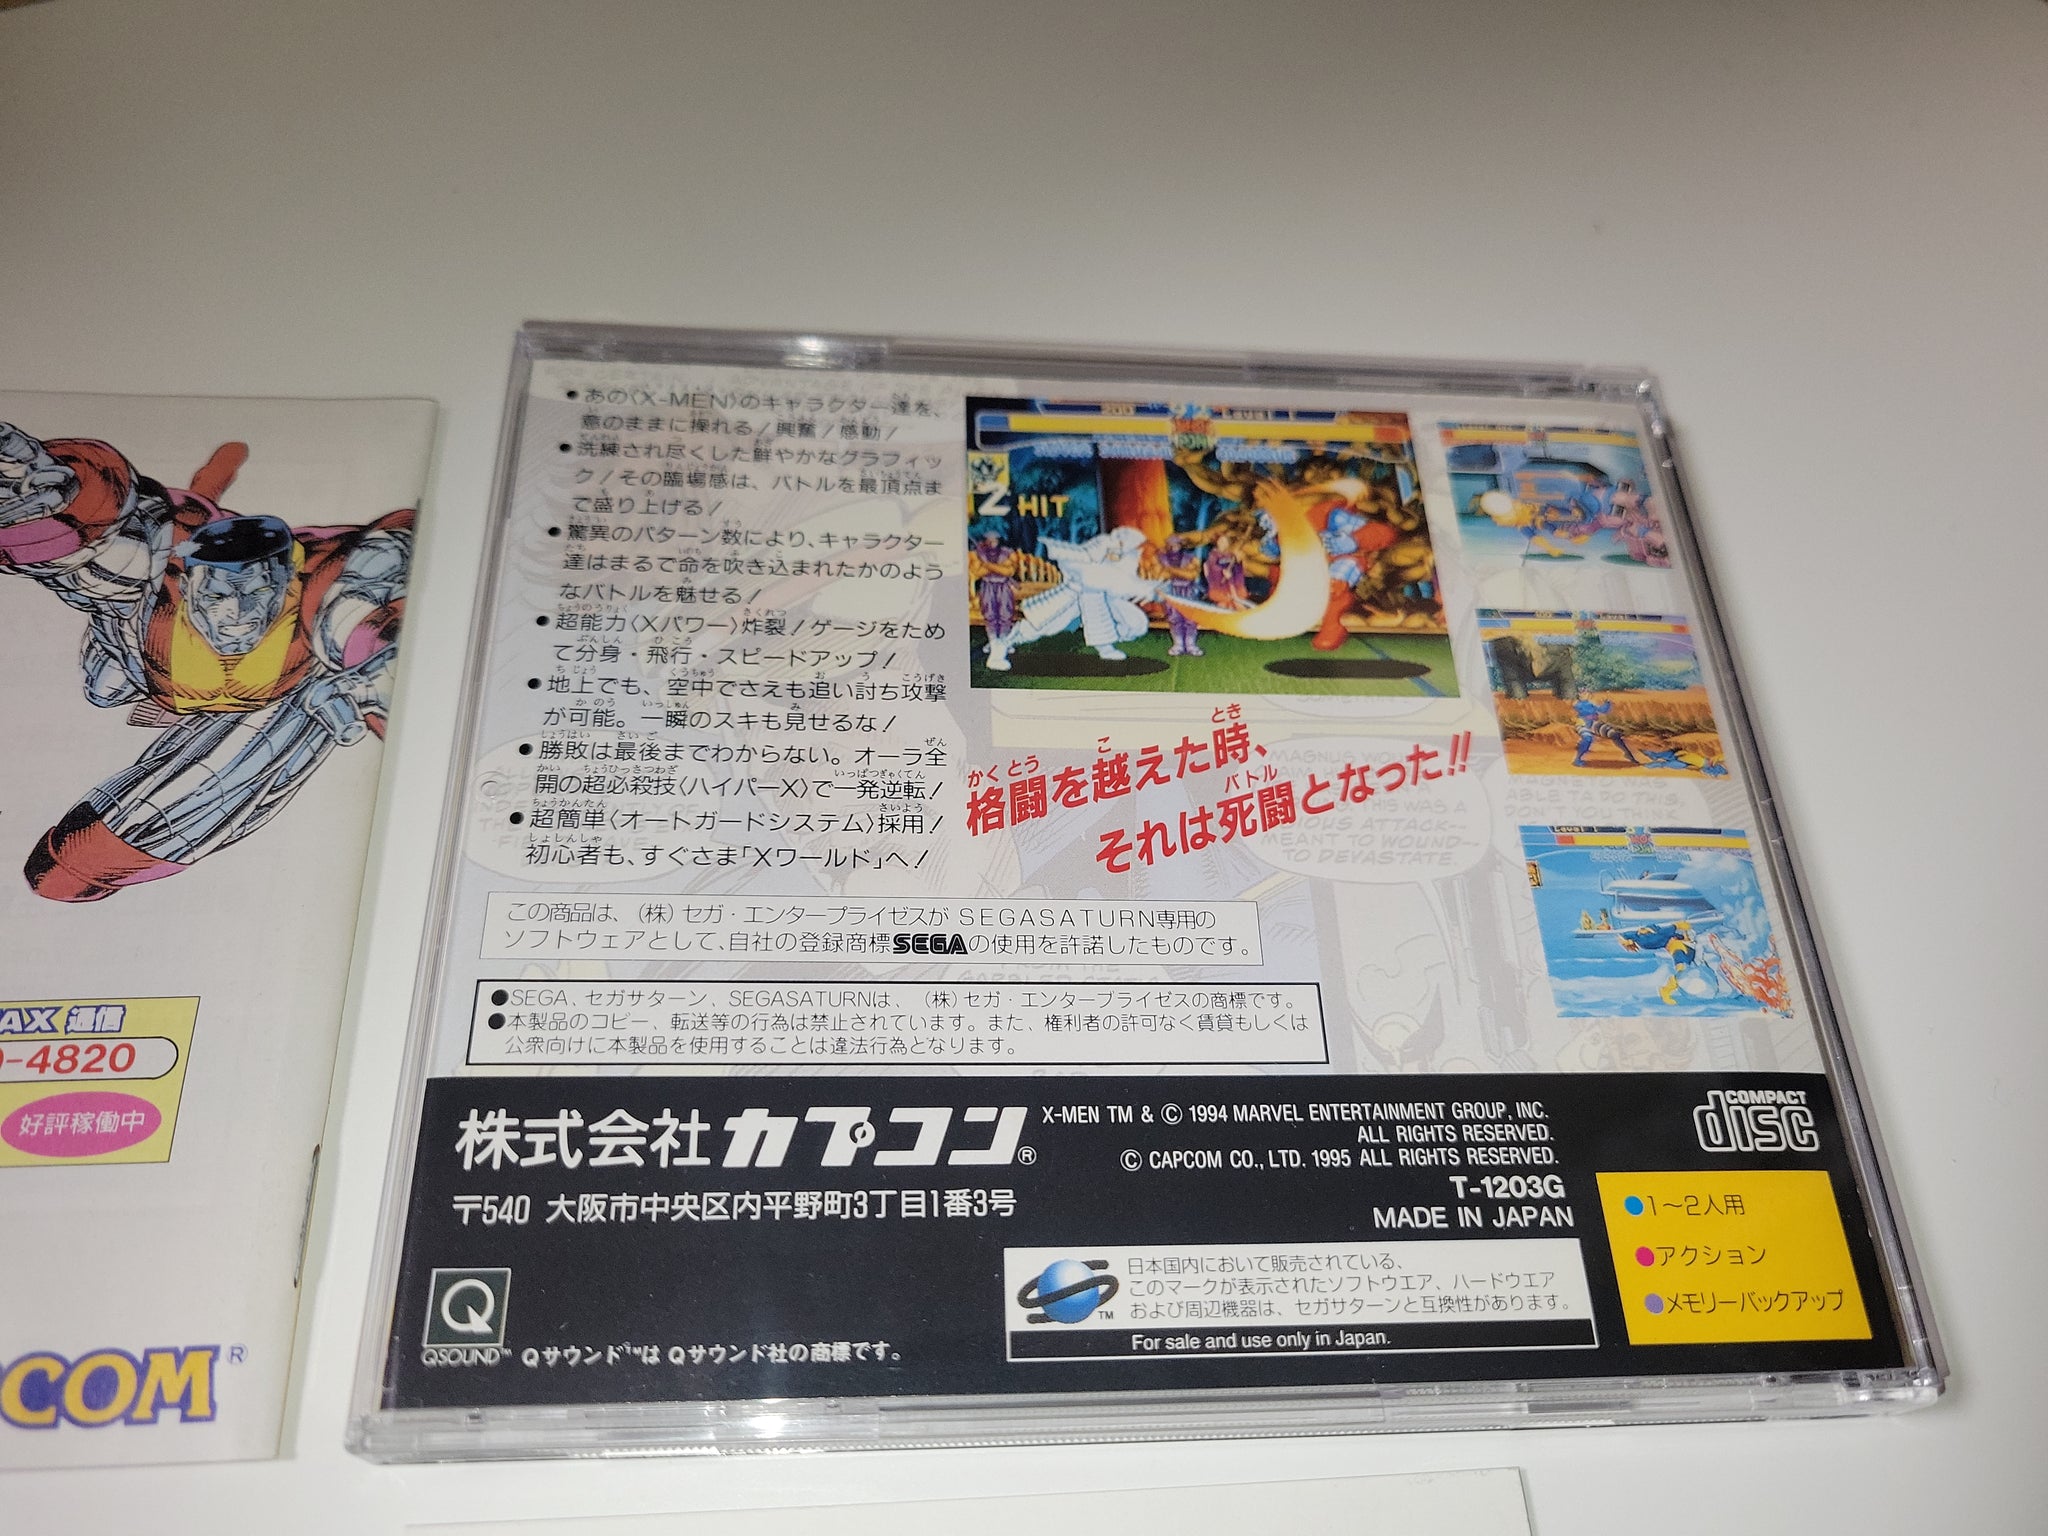 ● あの〈X-MEN〉のキャラクター達を、
意のままに操れる!興奮!感動!
● 洗練され尽くした鮮やかなグラフィッ
ク!その臨場感は、バトルを最頂点ま
で盛り上げる!
● 驚異のパターン数により、キャラクター
達はまるで命を吹き込まれたかのよう
なバトルを魅せる!
● 超能力〈Xパワー〉炸裂!ゲージをため
て分身・飛行・スピードアップ!
● 地上でも、空中でさえも追い討ち攻撃
が可能。一瞬のスキも見せるな!
● 勝敗は最後までわからない。オーラ全
開の超必殺技〈ハイパーX〉で一発逆転!
● 超簡単〈オートガードシステム〉採用!
初心者も、すぐさま「Xワールド」へ!
2 HIT
格闘を越えた時、
それは死闘となった!!
この商品は、(株)セガ・エンタープライゼスが SEGASATURN専用の
ソフトウェアとして、自社の登録商標SEGAの使用を許諾したものです。
●SEGA、セガサターン、SEGASATURNは、(株)セガ・エンタープライゼスの商標です。
●本製品のコピー、転送等の行為は禁止されています。また、権利者の許可なく賃貸もしくは
公衆向けに本製品を使用することは違法行為となります。
株式会社カプコン®
〒540 大阪市中央区内平野町3丁目1番3号
X-MEN TM & © 1994 MARVEL ENTERTAINMENT GROUP, INC.
ALL RIGHTS RESERVED.
© CAPCOM CO., LTD. 1995 ALL RIGHTS RESERVED.
T-1203G
MADE IN JAPAN
COMPACT
disc
●1〜2人用
●アクション
●メモリーバックアップ
Q
QSOUND™ Qサウンド™は Qサウンド社の商標です。
日本国内において販売されている、
このマークが表示されたソフトウエア、ハードウエア
および周辺機器は、セガサターンと互換性があります。
TM
For sale and use only in Japan.
AX 通信
0-4820
好評稼働中
COM®